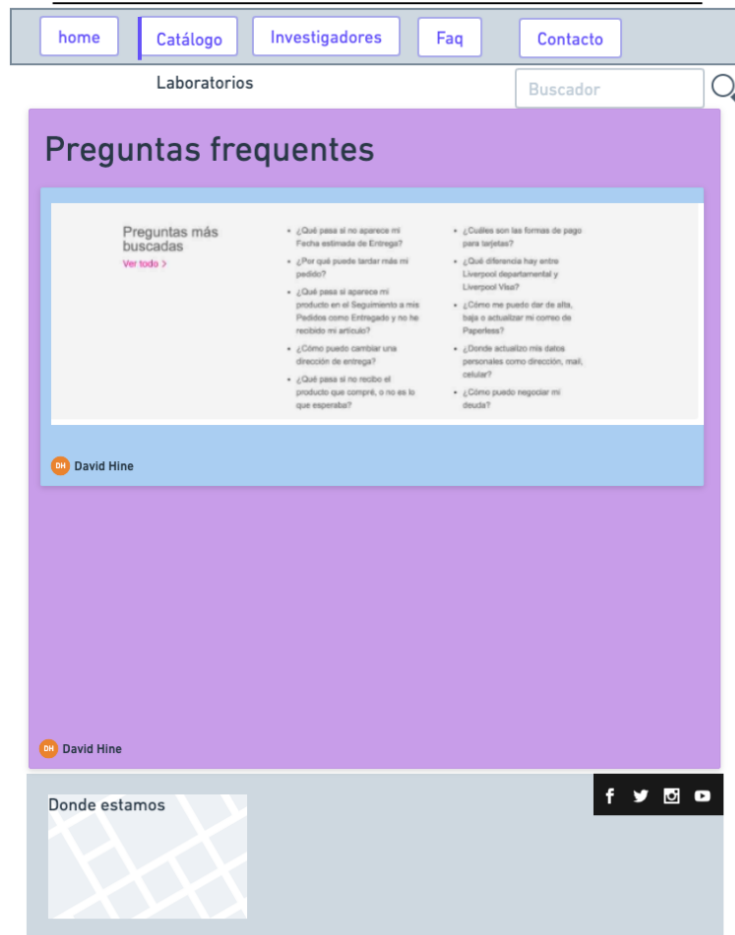 home
Catálogo
Investigadores
Faq
Contacto
Laboratorios
Buscador
Preguntas frequentes
Preguntas más
buscadas
Ver todo >
• ¿Qué pasa si no aparece mi
Fecha estimada de Entrega?
• ¿Por qué puede tardar más mi
pedido?
• ¿Qué pasa si aparece mi
producto en el Seguimiento a mis
Pedidos como Entregado y no he
recibido mi artículo?
• ¿Cómo puedo cambiar una
dirección de entrega?
• ¿Qué pasa si no recibo el
producto que compré, o no es lo
que esperaba?
• ¿Cuáles son las formas de pago
para tarjetas?
• ¿Qué diferencia hay entre
Liverpool departamental y
Liverpool Visa?
• ¿Cómo me puedo dar de alta,
baja o actualizar mi correo de
Paperless?
• ¿Donde actualizo mis datos
personales como dirección, mail,
celular?
• ¿Cómo puedo negociar mi
deuda?
DH David Hine
DH David Hine
Donde estamos